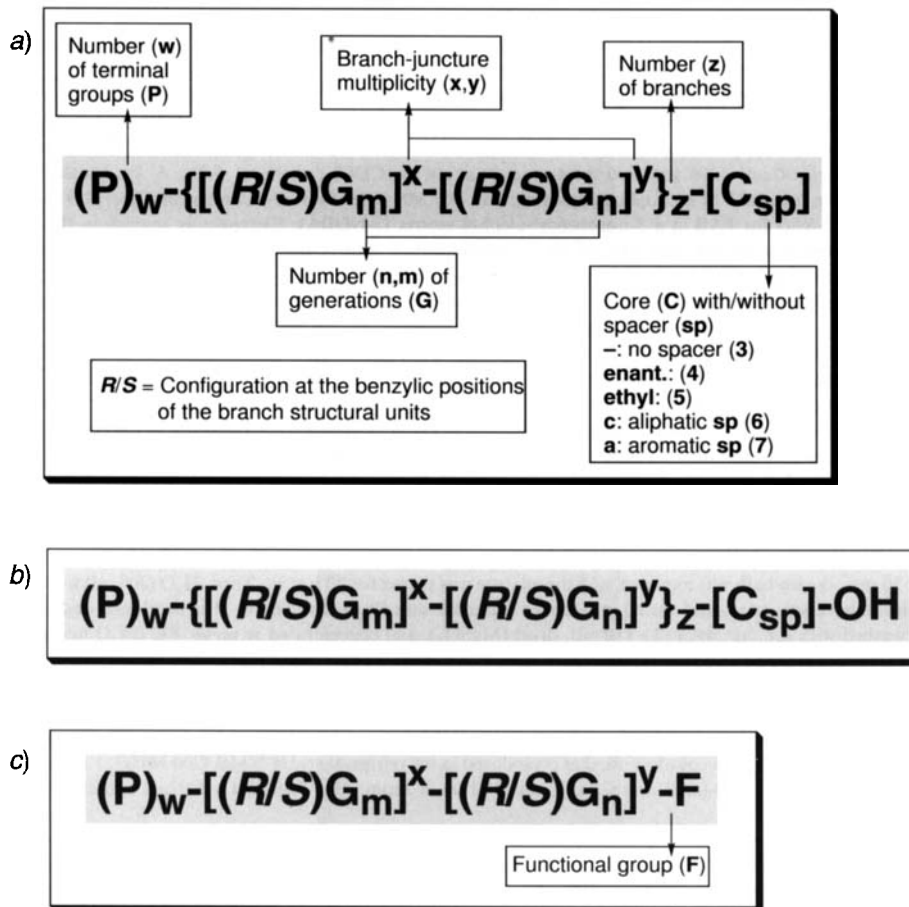 a)
Number (w)
of terminal
groups (P)
Branch-juncture
multiplicity (x,y)
Number (z)
of branches
(P)w-{[(R/S)Gm]x-[(R/S)Gn]y}z-[Csp]
Number (n,m) of
generations (G)
R/S = Configuration at the benzylic positions
of the branch structural units
Core (C) with/without
spacer (sp)
–: no spacer (3)
enant.: (4)
ethyl: (5)
c: aliphatic sp (6)
a: aromatic sp (7)
b)
(P)w-{[(R/S)Gm]x-[(R/S)Gn]y}z-[Csp]-OH
c)
(P)w-[(R/S)Gm]x-[(R/S)Gn]y-F
Functional group (F)